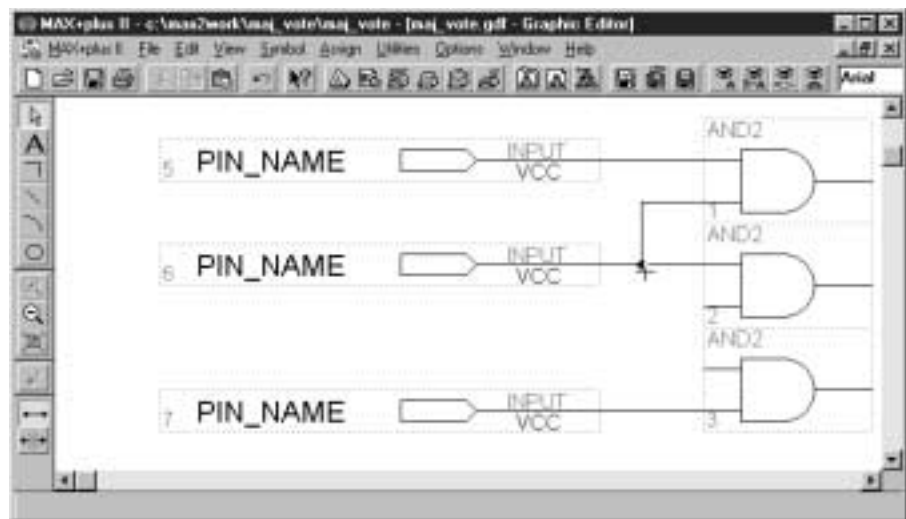 MAX+plus II - c:\max2work\maj_vote\maj_vote - [maj_vote.gdf - Graphic Editor]
MAX+plus II File Edit View Symbol Assign Utilities Options Window Help
Arial
AND2
5 PIN_NAME INPUT
VCC
1
AND2
6 PIN_NAME INPUT
VCC
2
AND2
7 PIN_NAME INPUT
VCC
3